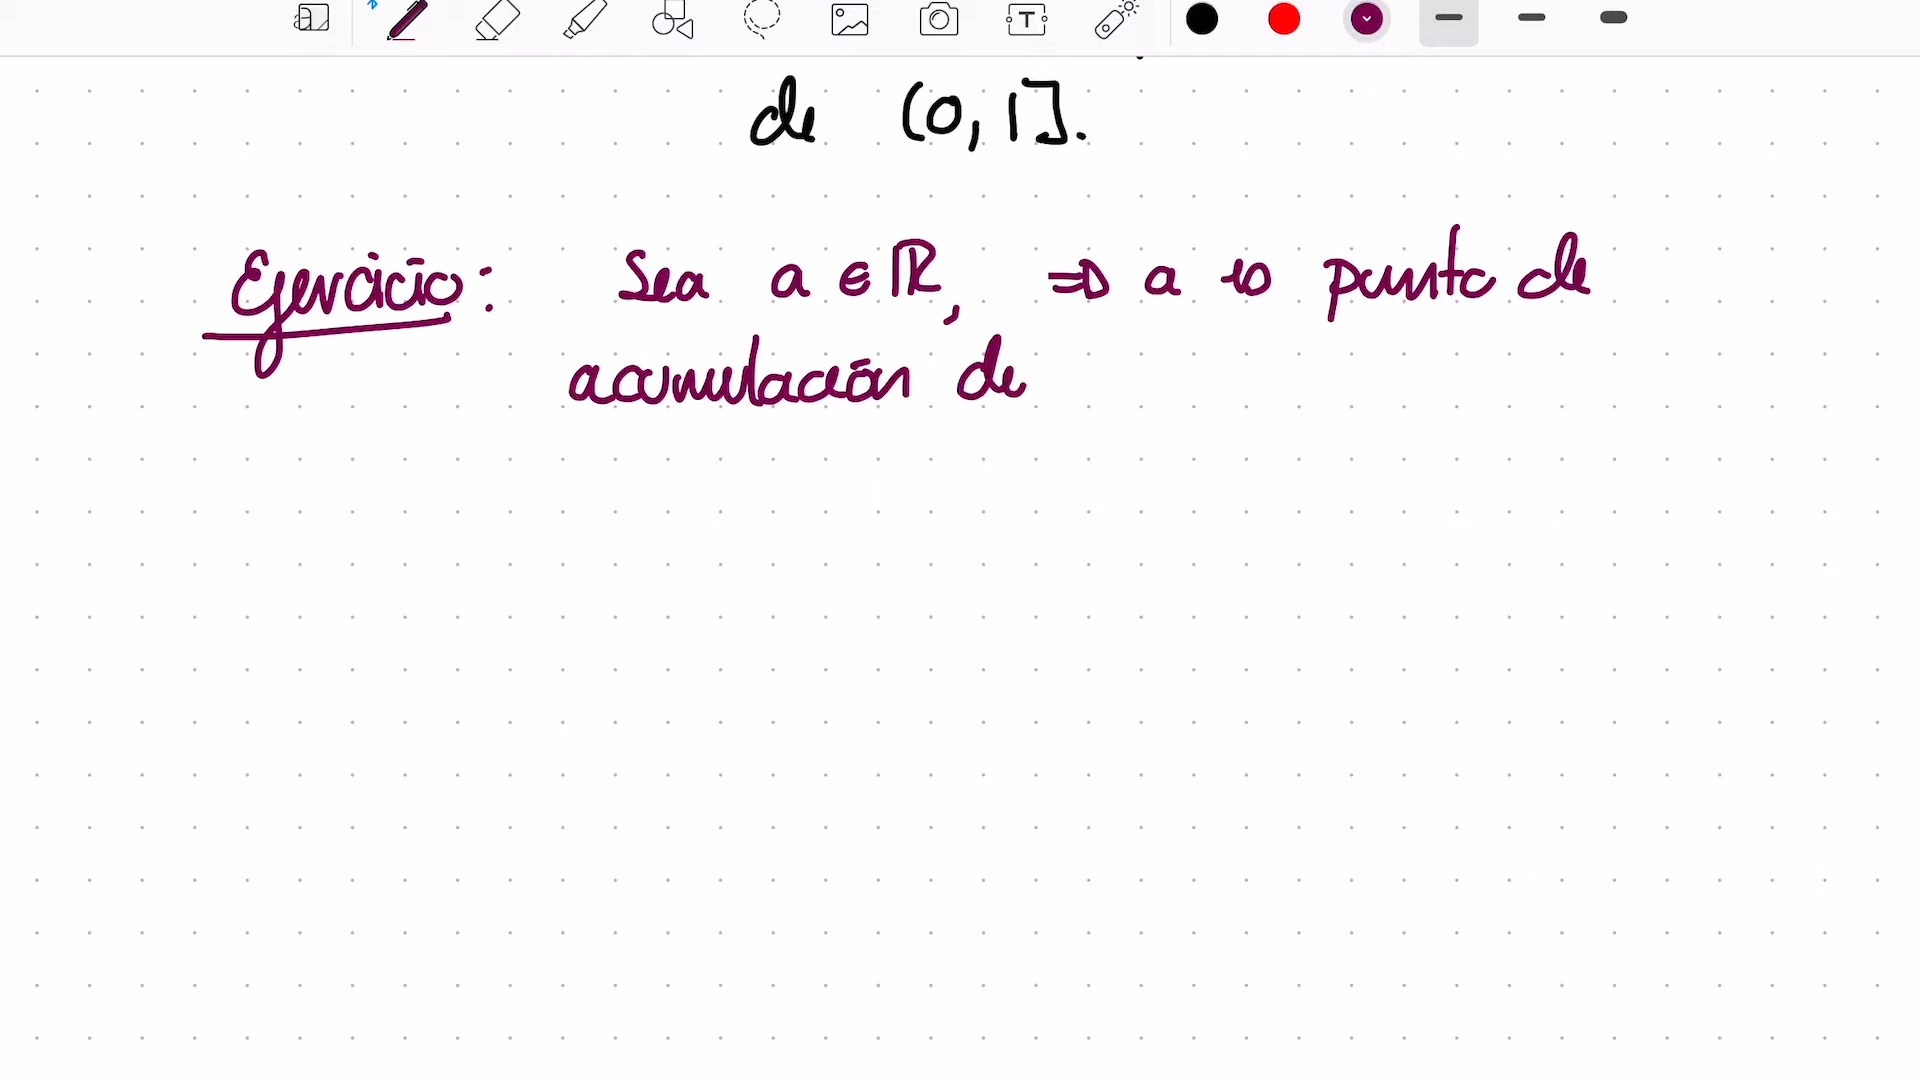 de (0,1].
Ejercicio: Sea a ∈ ℝ, ⇒ a es punto de
acumulación de